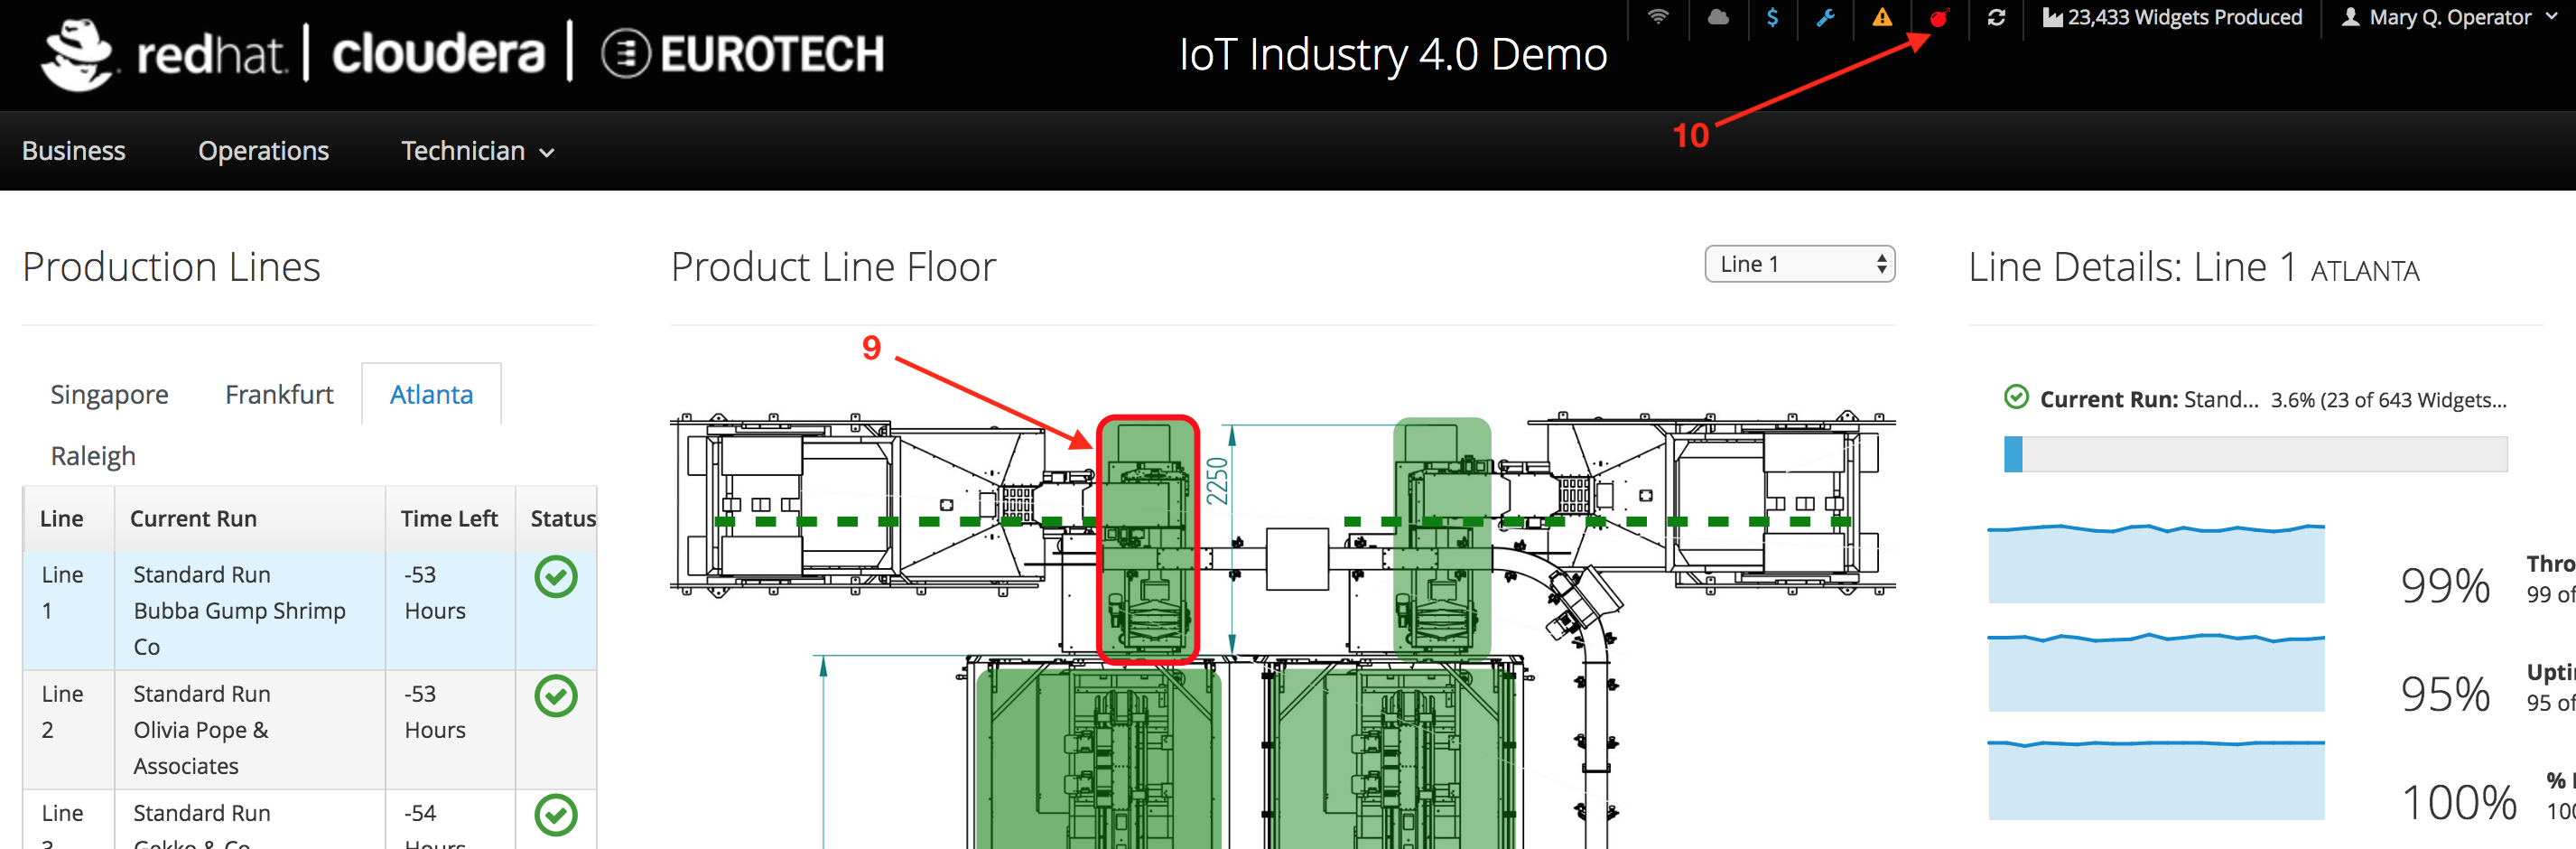 redhat. | cloudera | EUROTECH
IoT Industry 4.0 Demo
$
23,433 Widgets Produced
Mary Q. Operator
10
Business
Operations
Technician
Production Lines
Singapore
Frankfurt
Atlanta
Raleigh
Line
Current Run
Time Left
Status
Line
1
Standard Run
Bubba Gump Shrimp
Co
-53
Hours
Line
2
Standard Run
Olivia Pope &
Associates
-53
Hours
Line
3
Standard Run
Gekko & Co
-54
Hours
Product Line Floor
Line 1
9
2250
Line Details: Line 1 ATLANTA
Current Run: Stand... 3.6% (23 of 643 Widgets...
99%
Thro
99 of
95%
Upti
95 of
100%
%
100